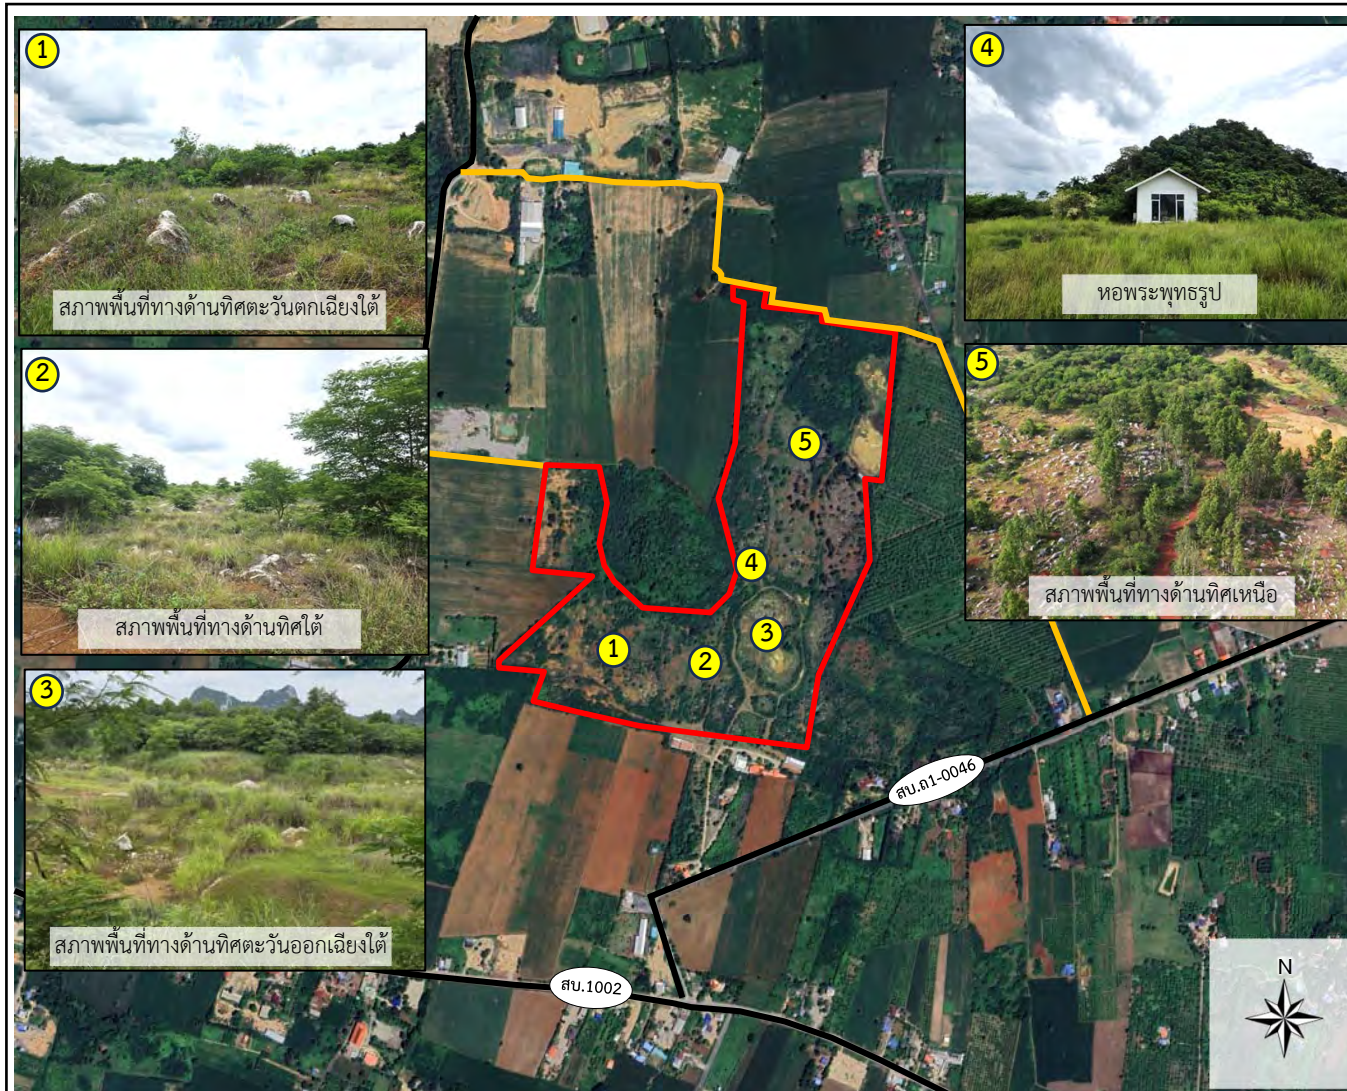 1
สภาพพื้นที่ทางด้านทิศตะวันตกเฉียงใต้
2
สภาพพื้นที่ทางด้านทิศใต้
3
สภาพพื้นที่ทางด้านทิศตะวันออกเฉียงใต้
4
หอพระพุทธรูป
5
สภาพพื้นที่ทางด้านทิศเหนือ
5
4
3
1
2
สบ.ถ1-0046
สบ.1002
N